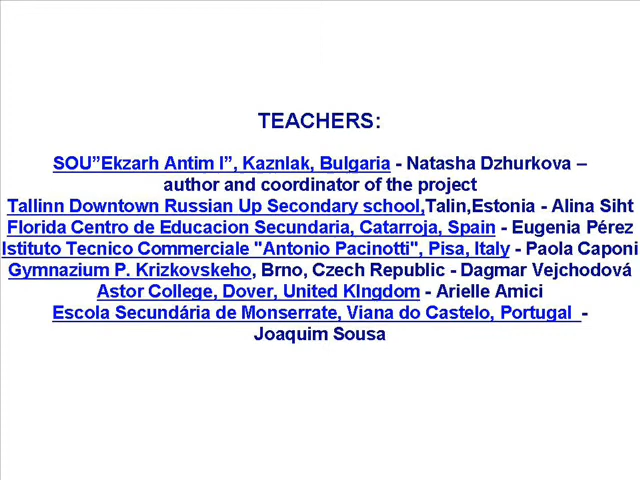 TEACHERS:
SOU”Ekzarh Antim I”, Kaznlak, Bulgaria - Natasha Dzhurkova –
author and coordinator of the project
Tallinn Downtown Russian Up Secondary school,Talin,Estonia - Alina Siht
Florida Centro de Educacion Secundaria, Catarroja, Spain - Eugenia Pérez
Istituto Tecnico Commerciale "Antonio Pacinotti", Pisa, Italy - Paola Caponi
Gymnazium P. Krizkovskeho, Brno, Czech Republic - Dagmar Vejchodová
Astor College, Dover, United KIngdom - Arielle Amici
Escola Secundária de Monserrate, Viana do Castelo, Portugal -
Joaquim Sousa